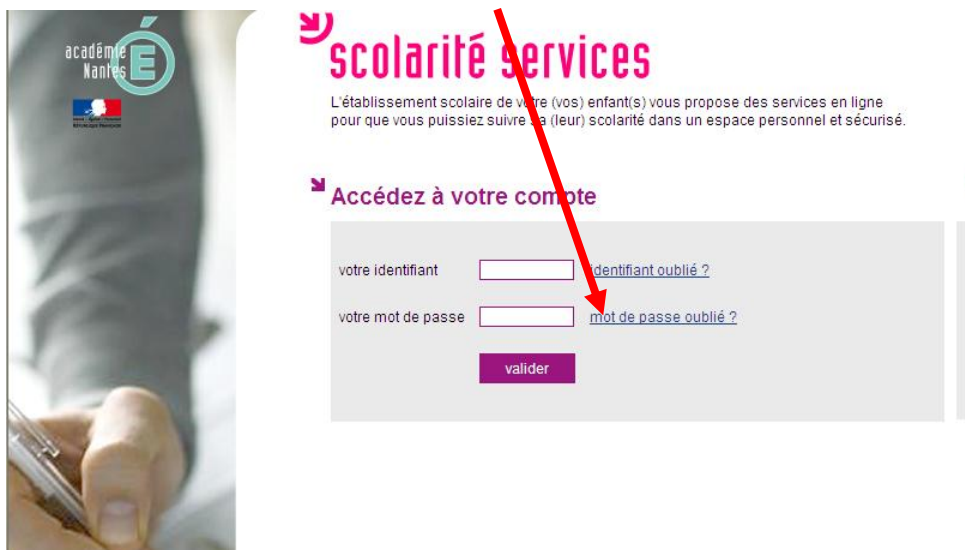 académie
Nantes
É
scolarité services
L'établissement scolaire de votre (vos) enfant(s) vous propose des services en ligne
pour que vous puissiez suivre sa (leur) scolarité dans un espace personnel et sécurisé.
Accédez à votre compte
votre identifiant
identifiant oublié ?
votre mot de passe
mot de passe oublié ?
valider